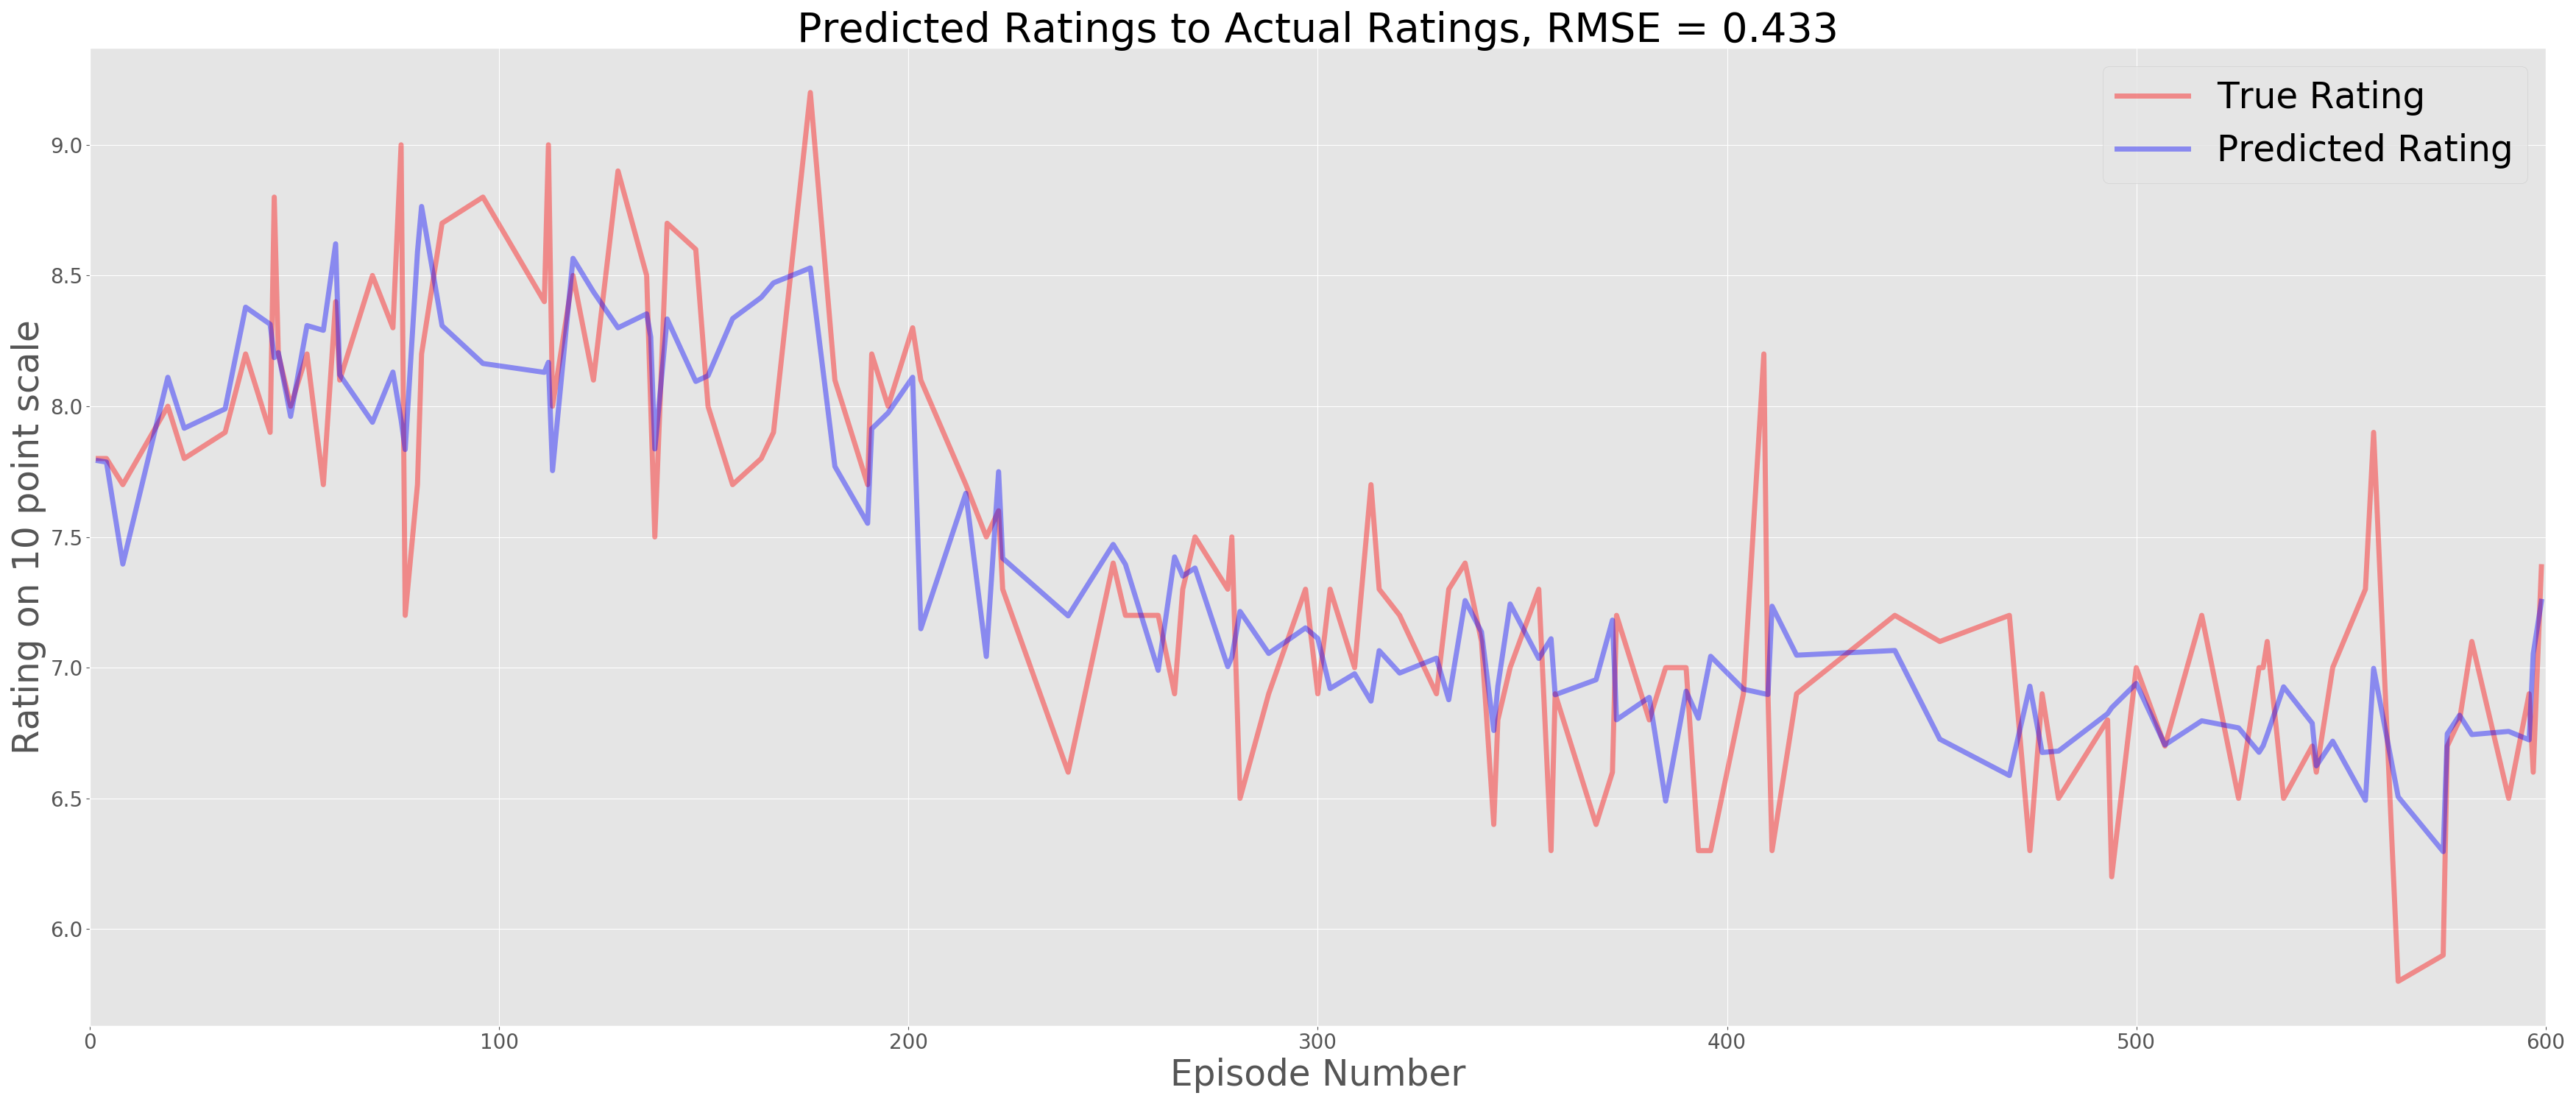 Predicted Ratings to Actual Ratings, RMSE = 0.433
True Rating
Predicted Rating
Rating on 10 point scale
9.0
8.5
8.0
7.5
7.0
6.5
6.0
0 100 200 300 400 500 600
Episode Number